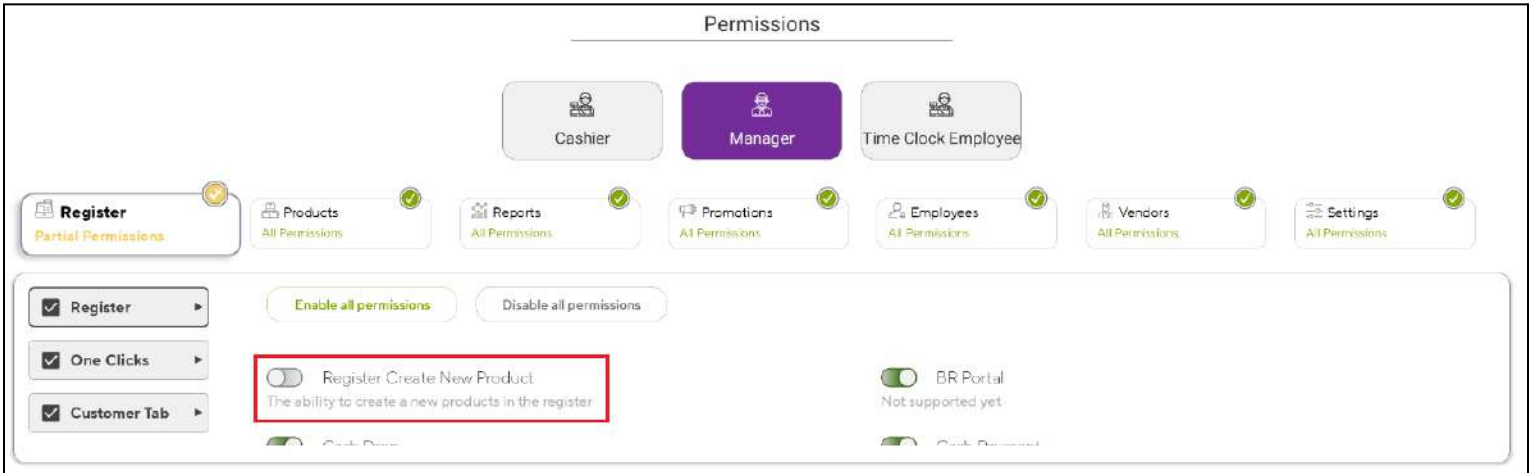 Permissions
Cashier
Manager
Time Clock Employee
Register
Partial Permissions
Products
All Permissions
Reports
All Permissions
Promotions
All Permissions
Employees
All Permissions
Vendors
All Permissions
Settings
All Permissions
Register
Enable all permissions
Disable all permissions
One Clicks
Register Create New Product
The ability to create a new products in the register
BR Portal
Not supported yet
Customer Tab